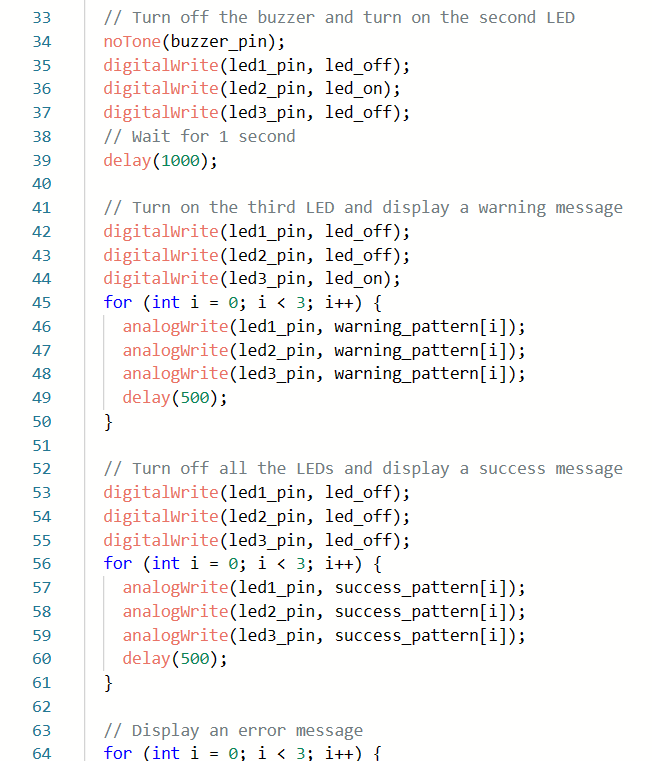 33 // Turn off the buzzer and turn on the second LED
34 noTone(buzzer_pin);
35 digitalWrite(led1_pin, led_off);
36 digitalWrite(led2_pin, led_on);
37 digitalWrite(led3_pin, led_off);
38 // Wait for 1 second
39 delay(1000);
40
41 // Turn on the third LED and display a warning message
42 digitalWrite(led1_pin, led_off);
43 digitalWrite(led2_pin, led_off);
44 digitalWrite(led3_pin, led_on);
45 for (int i = 0; i < 3; i++) {
46   analogWrite(led1_pin, warning_pattern[i]);
47   analogWrite(led2_pin, warning_pattern[i]);
48   analogWrite(led3_pin, warning_pattern[i]);
49   delay(500);
50 }
51
52 // Turn off all the LEDs and display a success message
53 digitalWrite(led1_pin, led_off);
54 digitalWrite(led2_pin, led_off);
55 digitalWrite(led3_pin, led_off);
56 for (int i = 0; i < 3; i++) {
57   analogWrite(led1_pin, success_pattern[i]);
58   analogWrite(led2_pin, success_pattern[i]);
59   analogWrite(led3_pin, success_pattern[i]);
60   delay(500);
61 }
62
63 // Display an error message
64 for (int i = 0; i < 3; i++) {